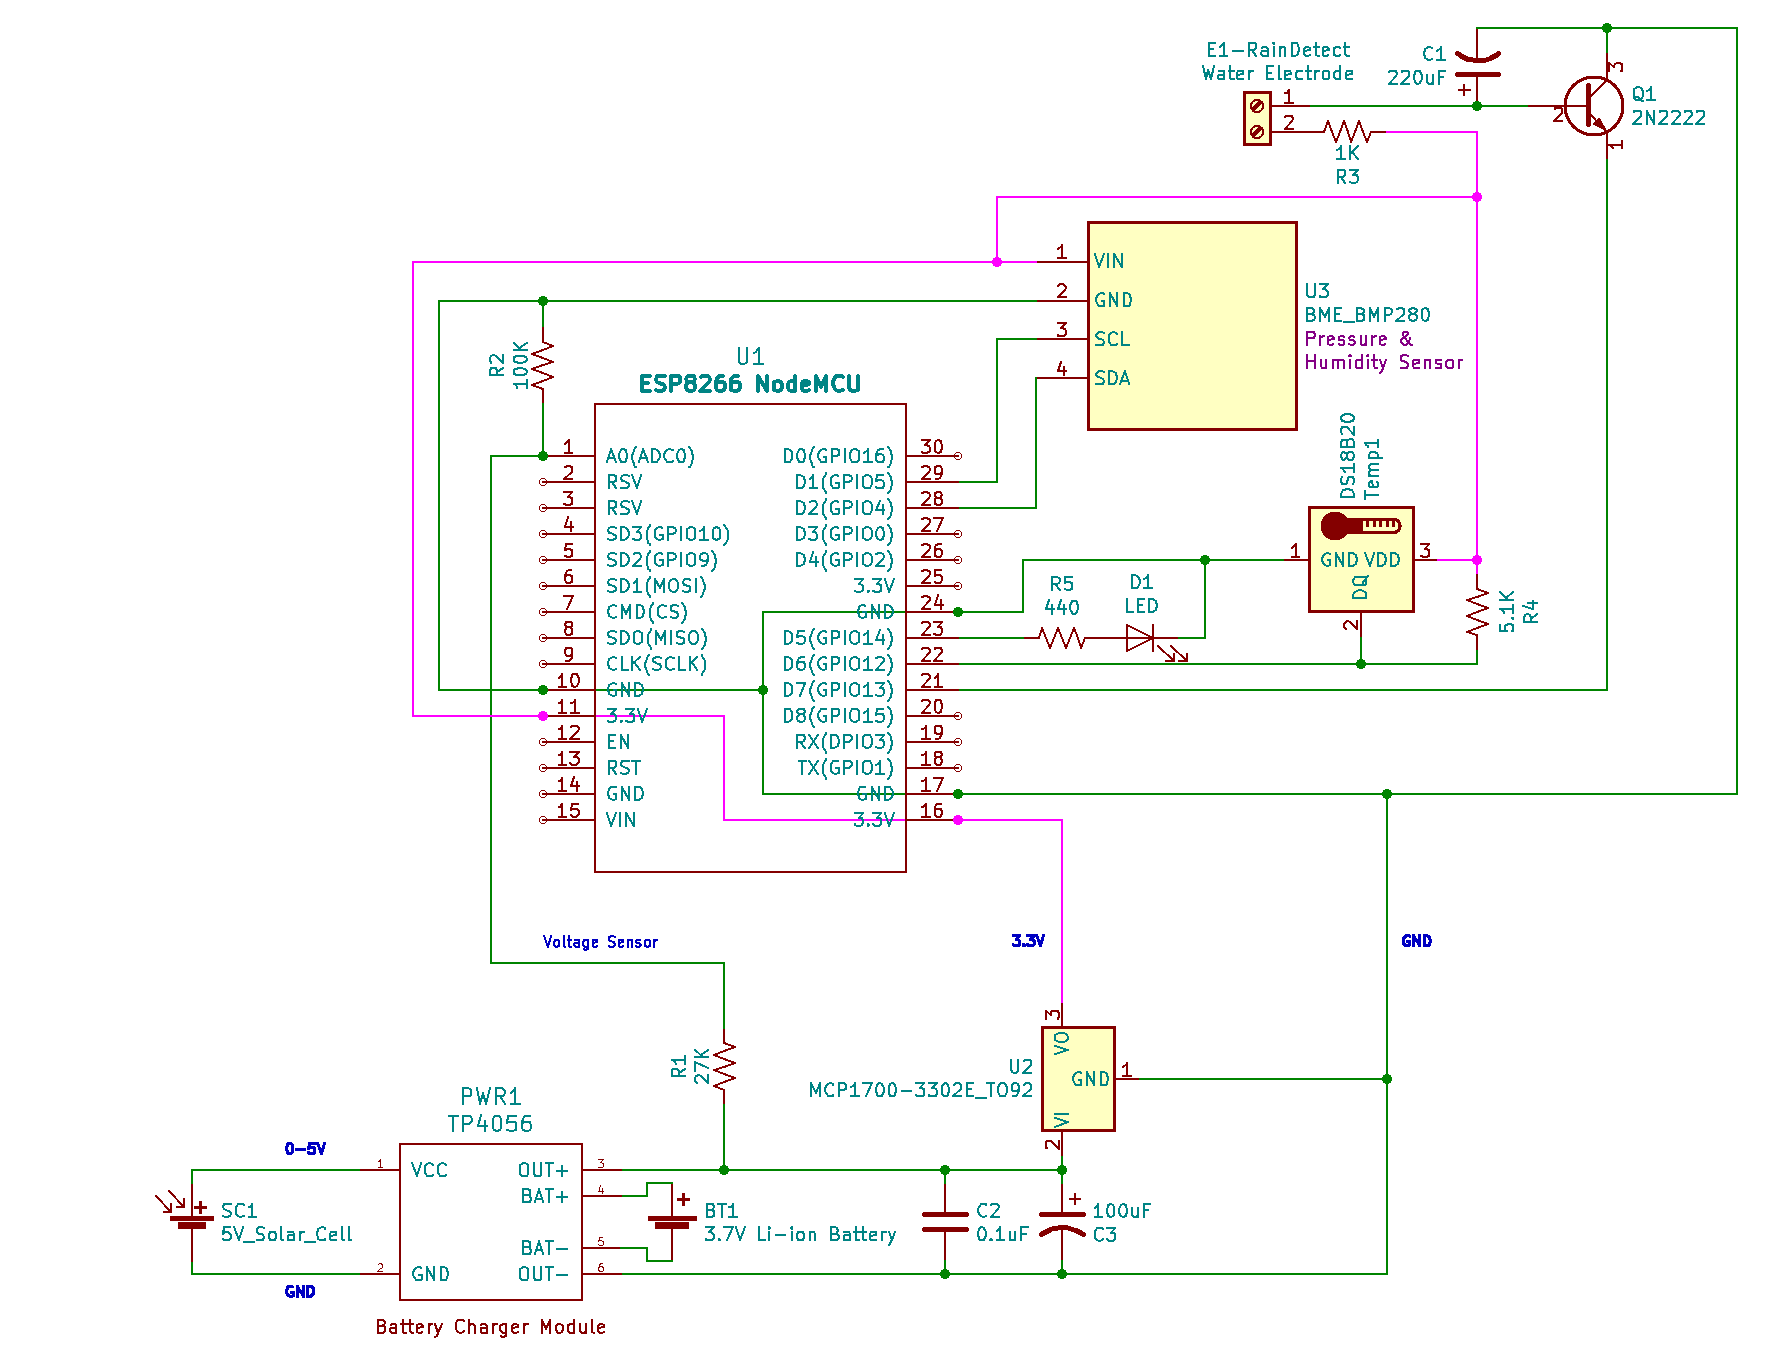 E1-RainDetect
Water Electrode
1
2
1K
R3
C1
220uF
+
3
2
1
Q1
2N2222
1 VIN
2 GND
3 SCL
4 SDA
U3
BME_BMP280
Pressure &
Humidity Sensor
R2
100K
U1
ESP8266 NodeMCU
1 A0(ADC0)
2 RSV
3 RSV
4 SD3(GPIO10)
5 SD2(GPIO9)
6 SD1(MOSI)
7 CMD(CS)
8 SD0(MISO)
9 CLK(SCLK)
10 GND
11 3.3V
12 EN
13 RST
14 GND
15 VIN
D0(GPIO16) 30
D1(GPIO5) 29
D2(GPIO4) 28
D3(GPIO0) 27
D4(GPIO2) 26
3.3V 25
GND 24
D5(GPIO14) 23
D6(GPIO12) 22
D7(GPIO13) 21
D8(GPIO15) 20
RX(DPIO3) 19
TX(GPIO1) 18
GND 17
3.3V 16
DS18B20
Temp1
1 GND VDD 3
DQ
2
R5
440
D1
LED
5.1K
R4
Voltage Sensor
3.3V
GND
R1
27K
3
VO
U2
MCP1700-3302E_TO92
GND 1
VI
2
PWR1
TP4056
0-5V
1 VCC
2 GND
OUT+ 3
BAT+ 4
BAT- 5
OUT- 6
+
SC1
5V_Solar_Cell
GND
+
BT1
3.7V Li-ion Battery
C2
0.1uF
+
100uF
C3
Battery Charger Module